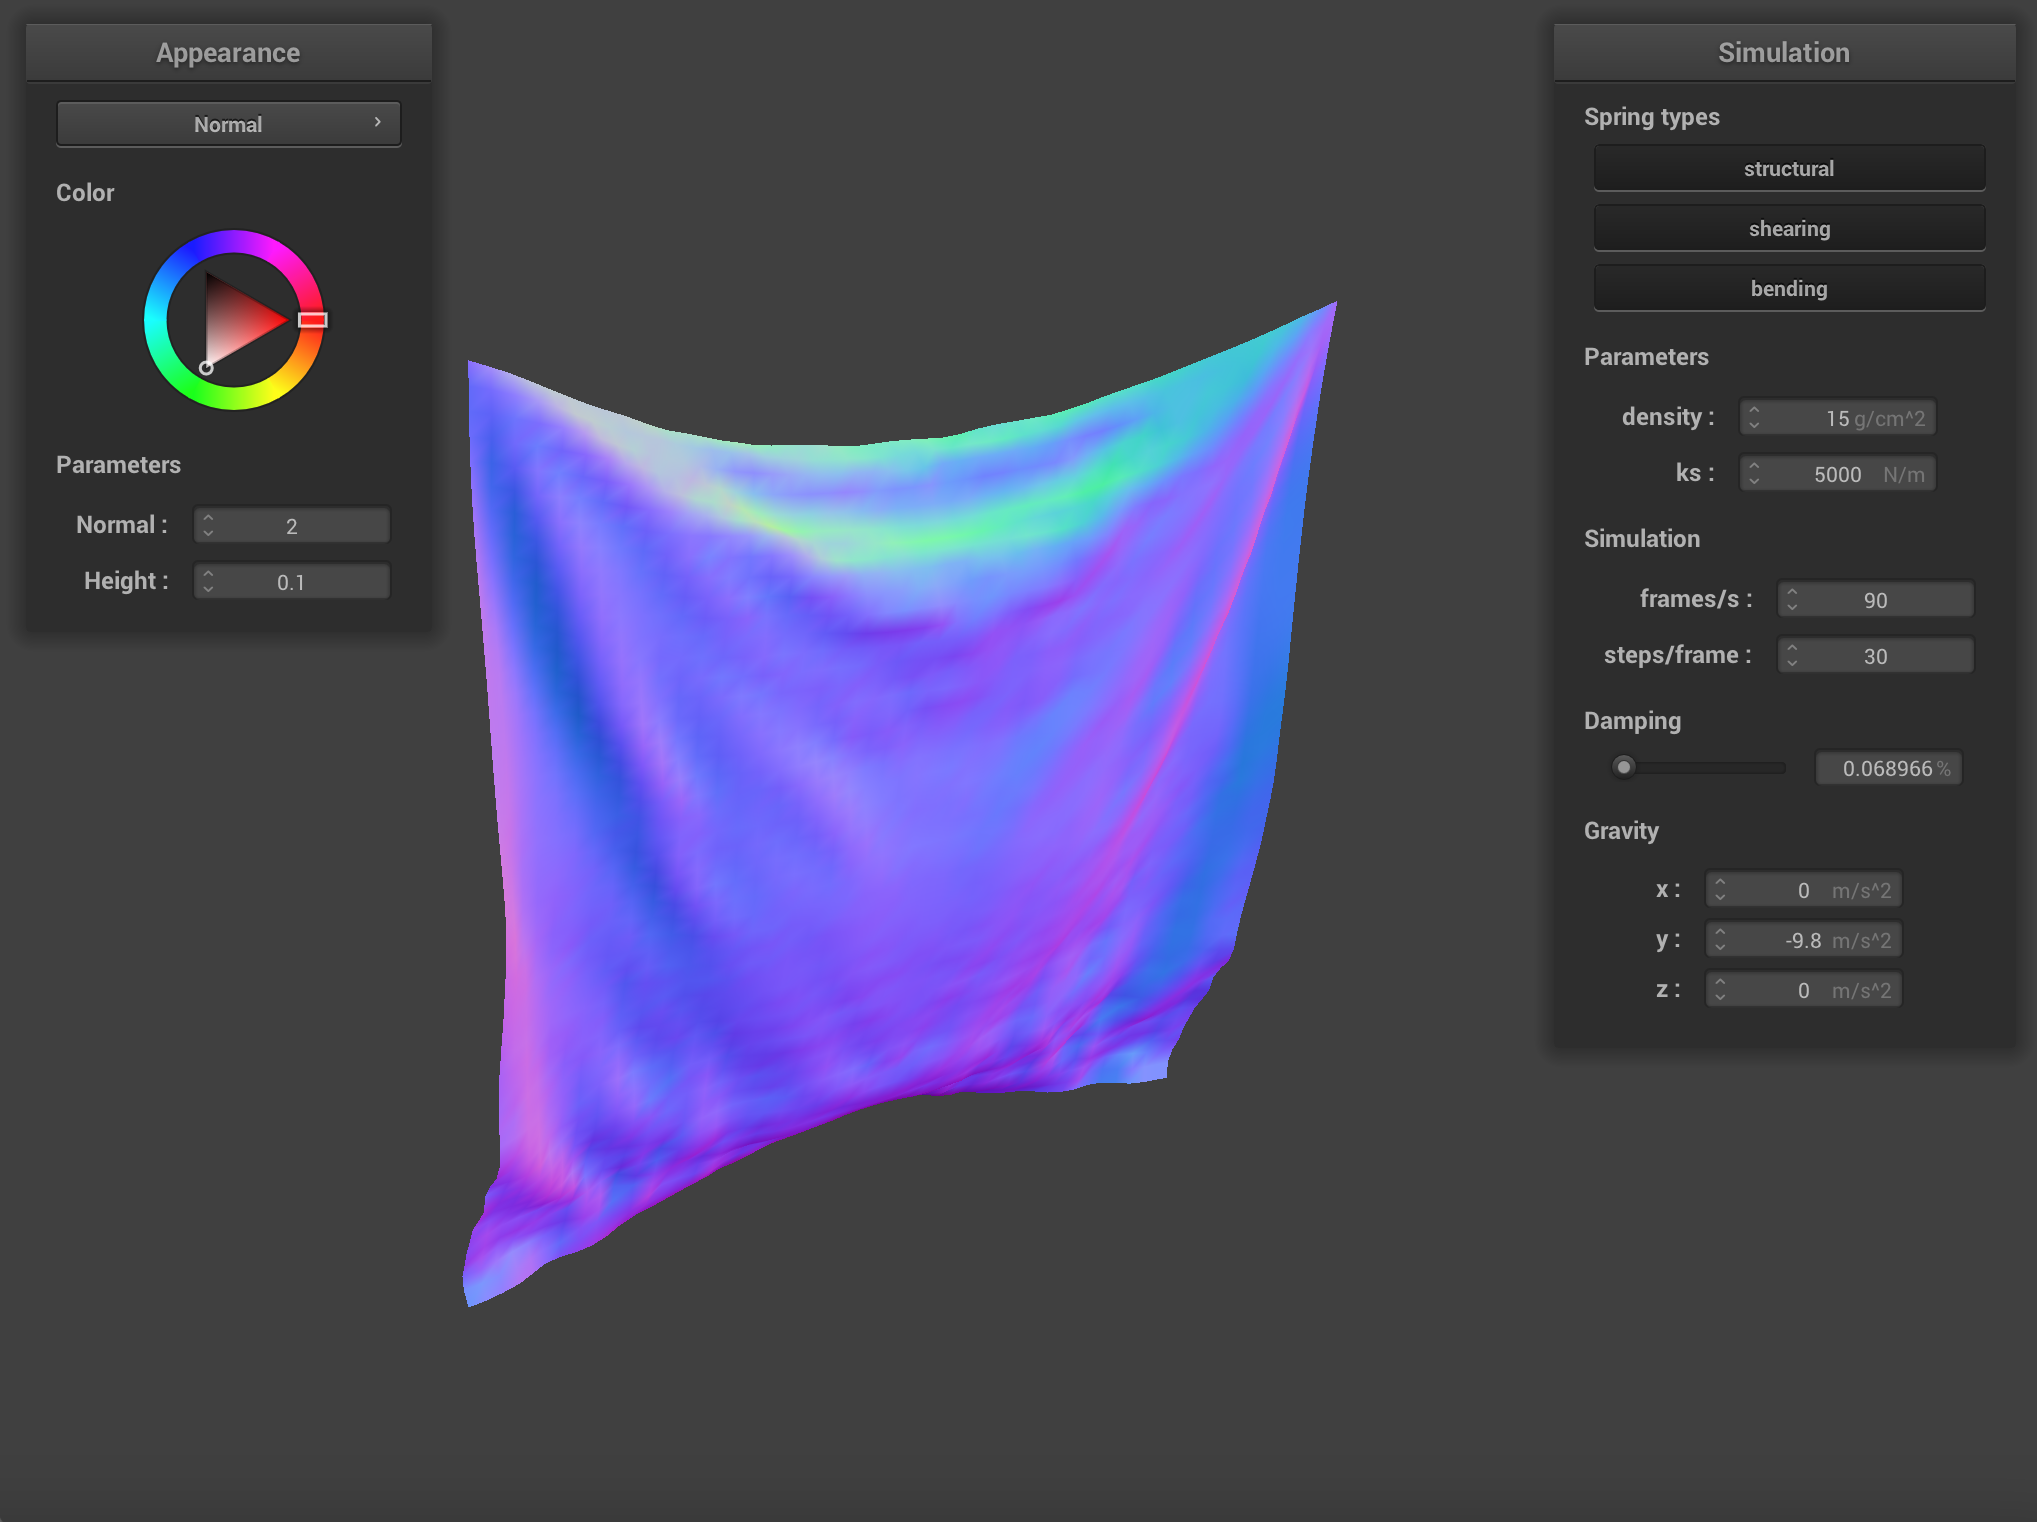 Appearance
Normal
Color
Parameters
Normal : 2
Height : 0.1
Simulation
Spring types
structural
shearing
bending
Parameters
density : 15 g/cm^2
ks : 5000 N/m
Simulation
frames/s : 90
steps/frame : 30
Damping
0.068966 %
Gravity
x : 0 m/s^2
y : -9.8 m/s^2
z : 0 m/s^2